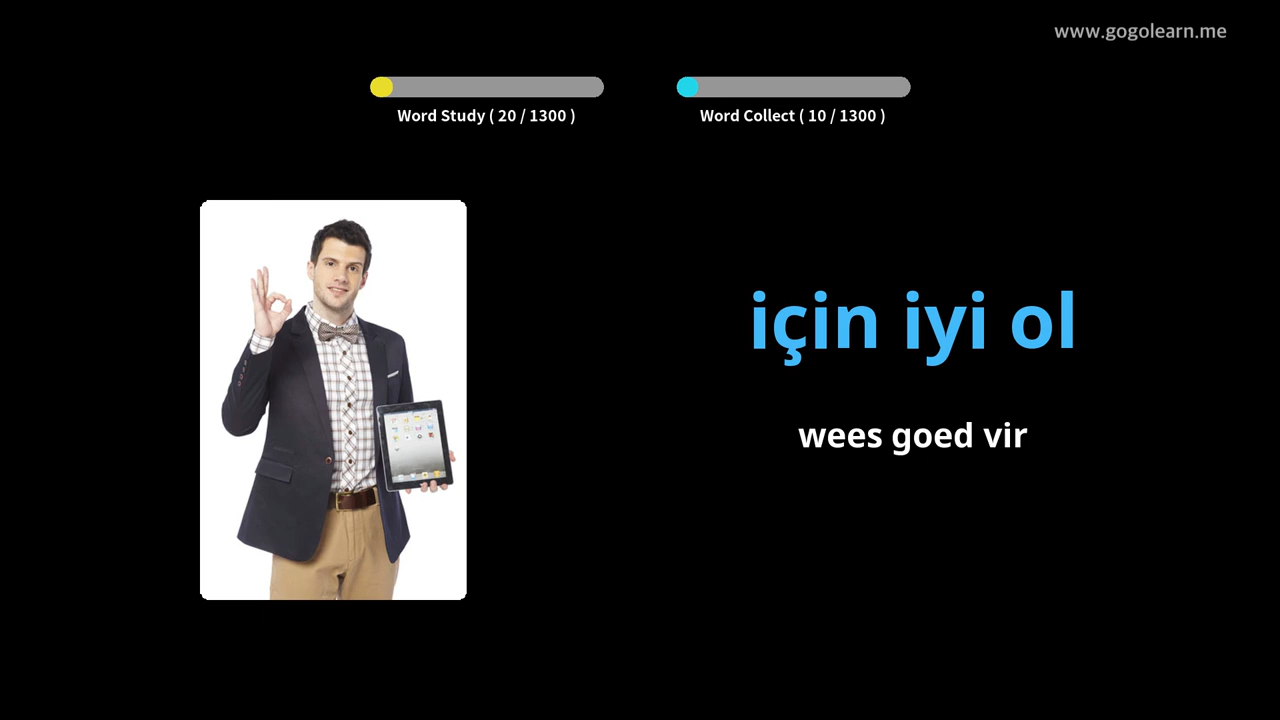 www.gogolearn.me
Word Study ( 20 / 1300 )
Word Collect ( 10 / 1300 )
için iyi ol
wees goed vir